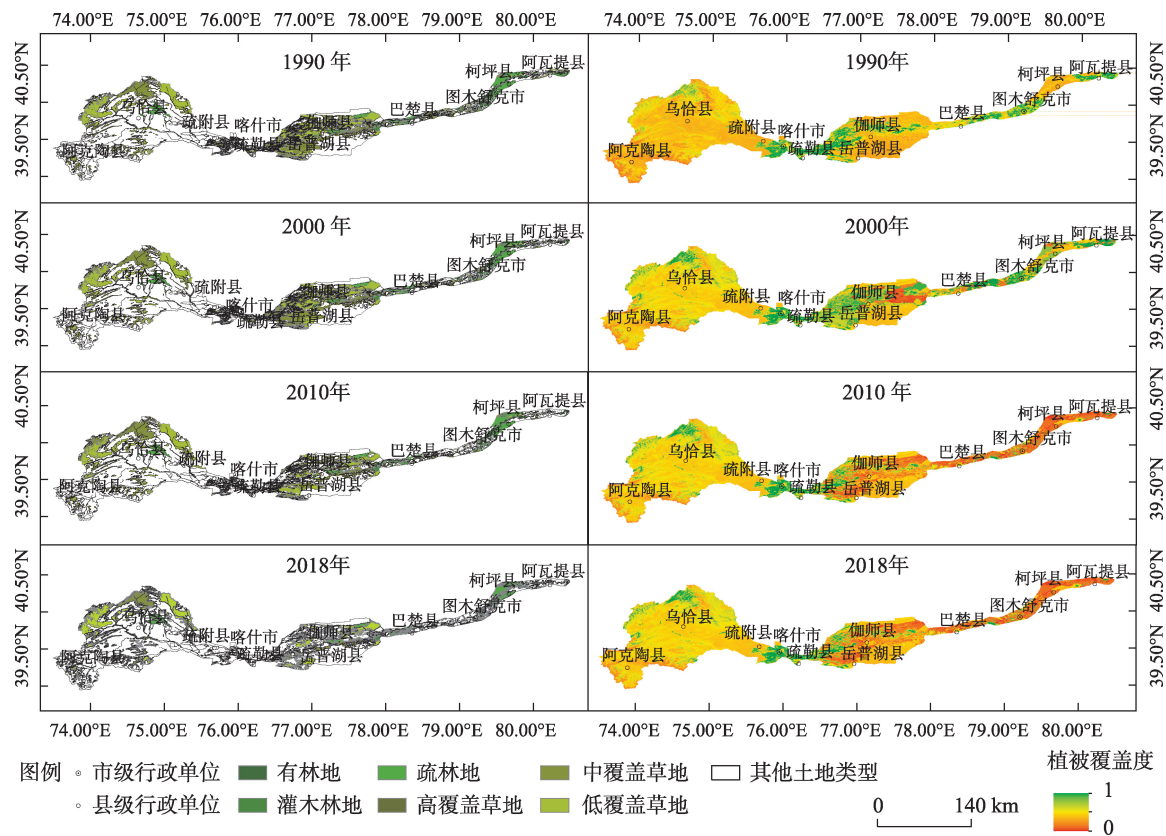 74.00°E 75.00°E 76.00°E 77.00°E 78.00°E 79.00°E 80.00°E 74.00°E 75.00°E 76.00°E 77.00°E 78.00°E 79.00°E 80.00°E
40.50°N
39.50°N
1990 年
乌恰县
阿克陶县
疏附县
喀什市
疏勒县
伽师县
岳普湖县
巴楚县
图木舒克市
柯坪县
阿瓦提县
1990年
乌恰县
阿克陶县
疏附县
喀什市
疏勒县
伽师县
岳普湖县
巴楚县
图木舒克市
柯坪县
阿瓦提县
40.50°N
39.50°N
40.50°N
39.50°N
2000 年
乌恰县
阿克陶县
疏附县
喀什市
疏勒县
伽师县
岳普湖县
巴楚县
图木舒克市
柯坪县
阿瓦提县
2000年
乌恰县
阿克陶县
疏附县
喀什市
疏勒县
伽师县
岳普湖县
巴楚县
图木舒克市
柯坪县
阿瓦提县
40.50°N
39.50°N
40.50°N
39.50°N
2010年
乌恰县
阿克陶县
疏附县
喀什市
疏勒县
伽师县
岳普湖县
巴楚县
图木舒克市
柯坪县
阿瓦提县
2010 年
乌恰县
阿克陶县
疏附县
喀什市
疏勒县
伽师县
岳普湖县
巴楚县
图木舒克市
柯坪县
阿瓦提县
40.50°N
39.50°N
40.50°N
39.50°N
2018年
乌恰县
阿克陶县
疏附县
喀什市
疏勒县
伽师县
岳普湖县
巴楚县
图木舒克市
柯坪县
阿瓦提县
2018年
乌恰县
阿克陶县
疏附县
喀什市
疏勒县
伽师县
岳普湖县
巴楚县
图木舒克市
柯坪县
阿瓦提县
40.50°N
39.50°N
74.00°E 75.00°E 76.00°E 77.00°E 78.00°E 79.00°E 80.00°E 74.00°E 75.00°E 76.00°E 77.00°E 78.00°E 79.00°E 80.00°E
图例 市级行政单位 有林地 疏林地 中覆盖草地 其他土地类型
县级行政单位 灌木林地 高覆盖草地 低覆盖草地
0 140 km
植被覆盖度
1
0